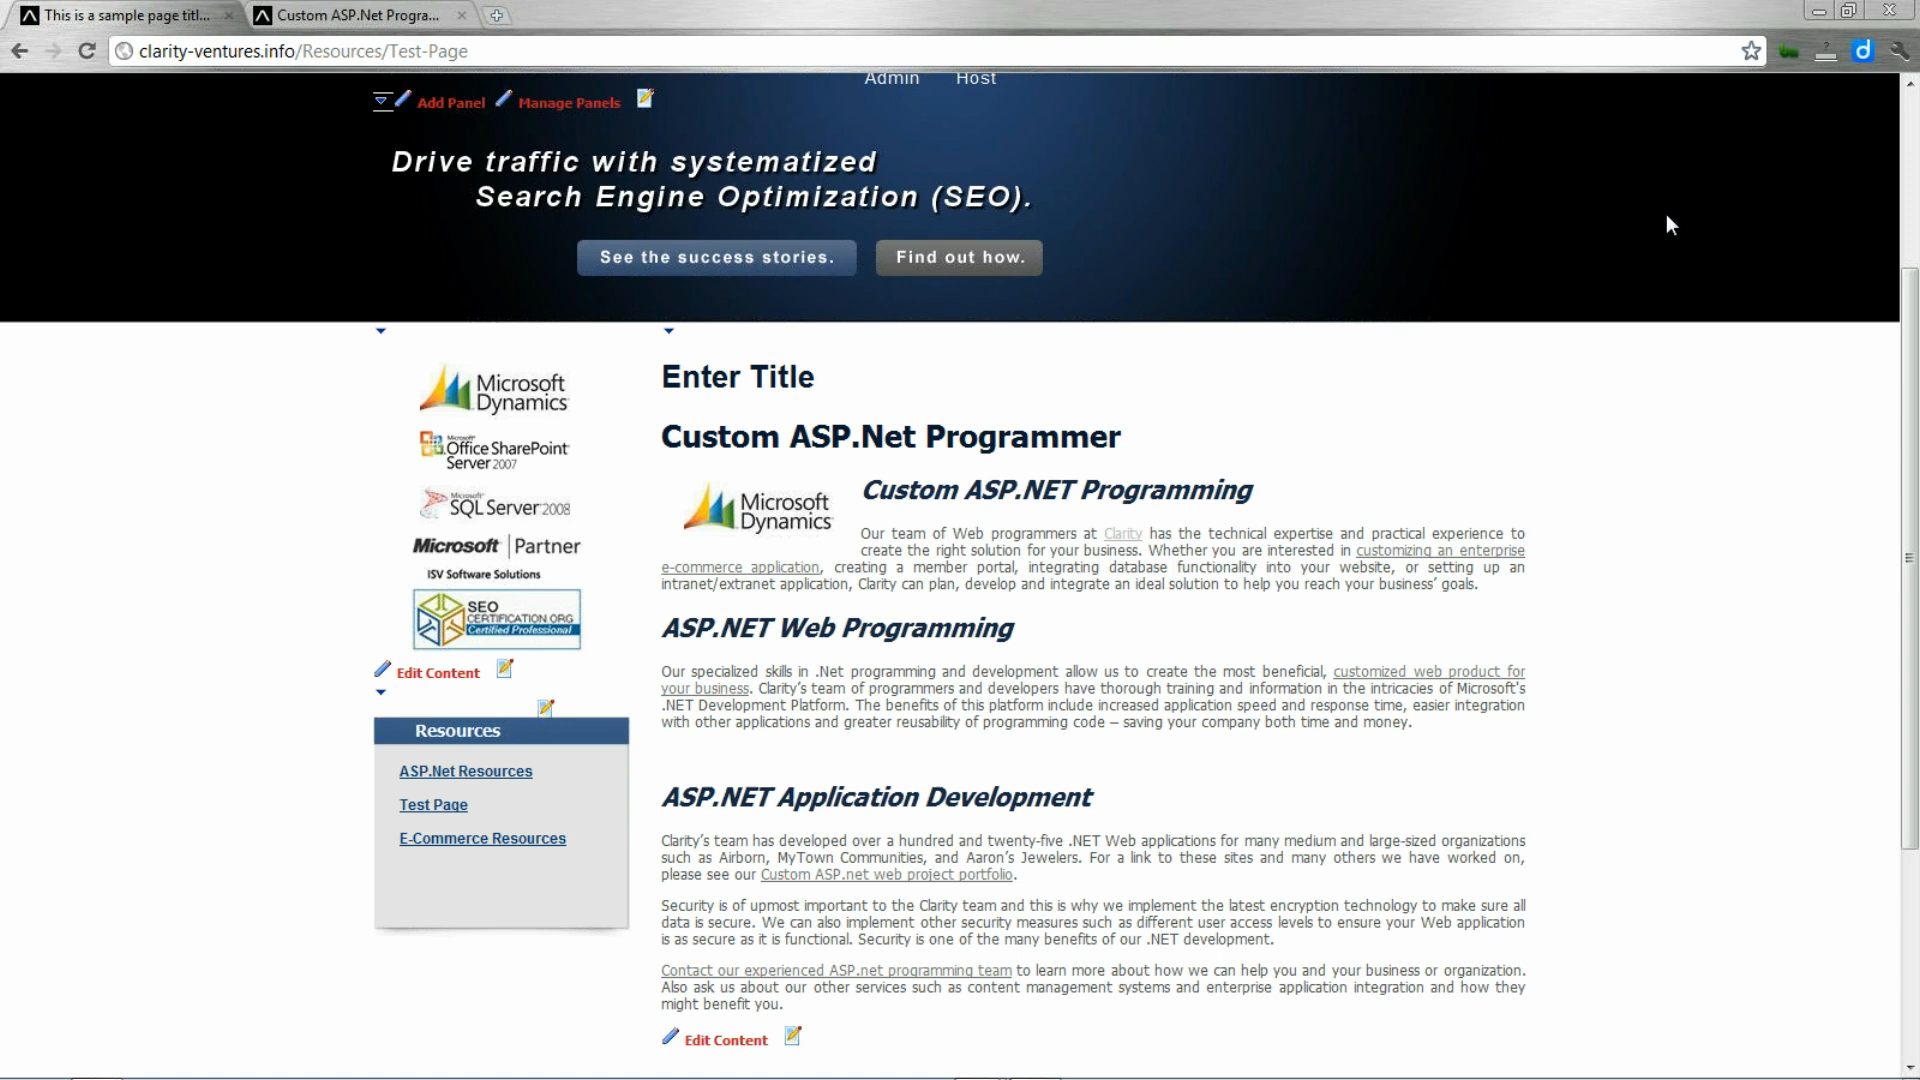 This is a sample page titl...
Custom ASP.Net Progra...
clarity-ventures.info/Resources/Test-Page
Admin Host
Add Panel Manage Panels
Drive traffic with systematized
Search Engine Optimization (SEO).
See the success stories. Find out how.
Microsoft
Dynamics
Microsoft
Office SharePoint
Server 2007
Microsoft
SQL Server 2008
Microsoft Partner
ISV Software Solutions
SEO
CERTIFICATION.ORG
Certified Professional
Edit Content
Resources
ASP.Net Resources
Test Page
E-Commerce Resources
Enter Title
Custom ASP.Net Programmer
Microsoft
Dynamics
Custom ASP.NET Programming
Our team of Web programmers at Clarity has the technical expertise and practical experience to
create the right solution for your business. Whether you are interested in customizing an enterprise
e-commerce application, creating a member portal, integrating database functionality into your website, or setting up an
intranet/extranet application, Clarity can plan, develop and integrate an ideal solution to help you reach your business’ goals.
ASP.NET Web Programming
Our specialized skills in .Net programming and development allow us to create the most beneficial, customized web product for
your business. Clarity’s team of programmers and developers have thorough training and information in the intricacies of Microsoft's
.NET Development Platform. The benefits of this platform include increased application speed and response time, easier integration
with other applications and greater reusability of programming code – saving your company both time and money.
ASP.NET Application Development
Clarity’s team has developed over a hundred and twenty-five .NET Web applications for many medium and large-sized organizations
such as Airborn, MyTown Communities, and Aaron’s Jewelers. For a link to these sites and many others we have worked on,
please see our Custom ASP.net web project portfolio.
Security is of upmost important to the Clarity team and this is why we implement the latest encryption technology to make sure all
data is secure. We can also implement other security measures such as different user access levels to ensure your Web application
is as secure as it is functional. Security is one of the many benefits of our .NET development.
Contact our experienced ASP.net programming team to learn more about how we can help you and your business or organization.
Also ask us about our other services such as content management systems and enterprise application integration and how they
might benefit you.
Edit Content